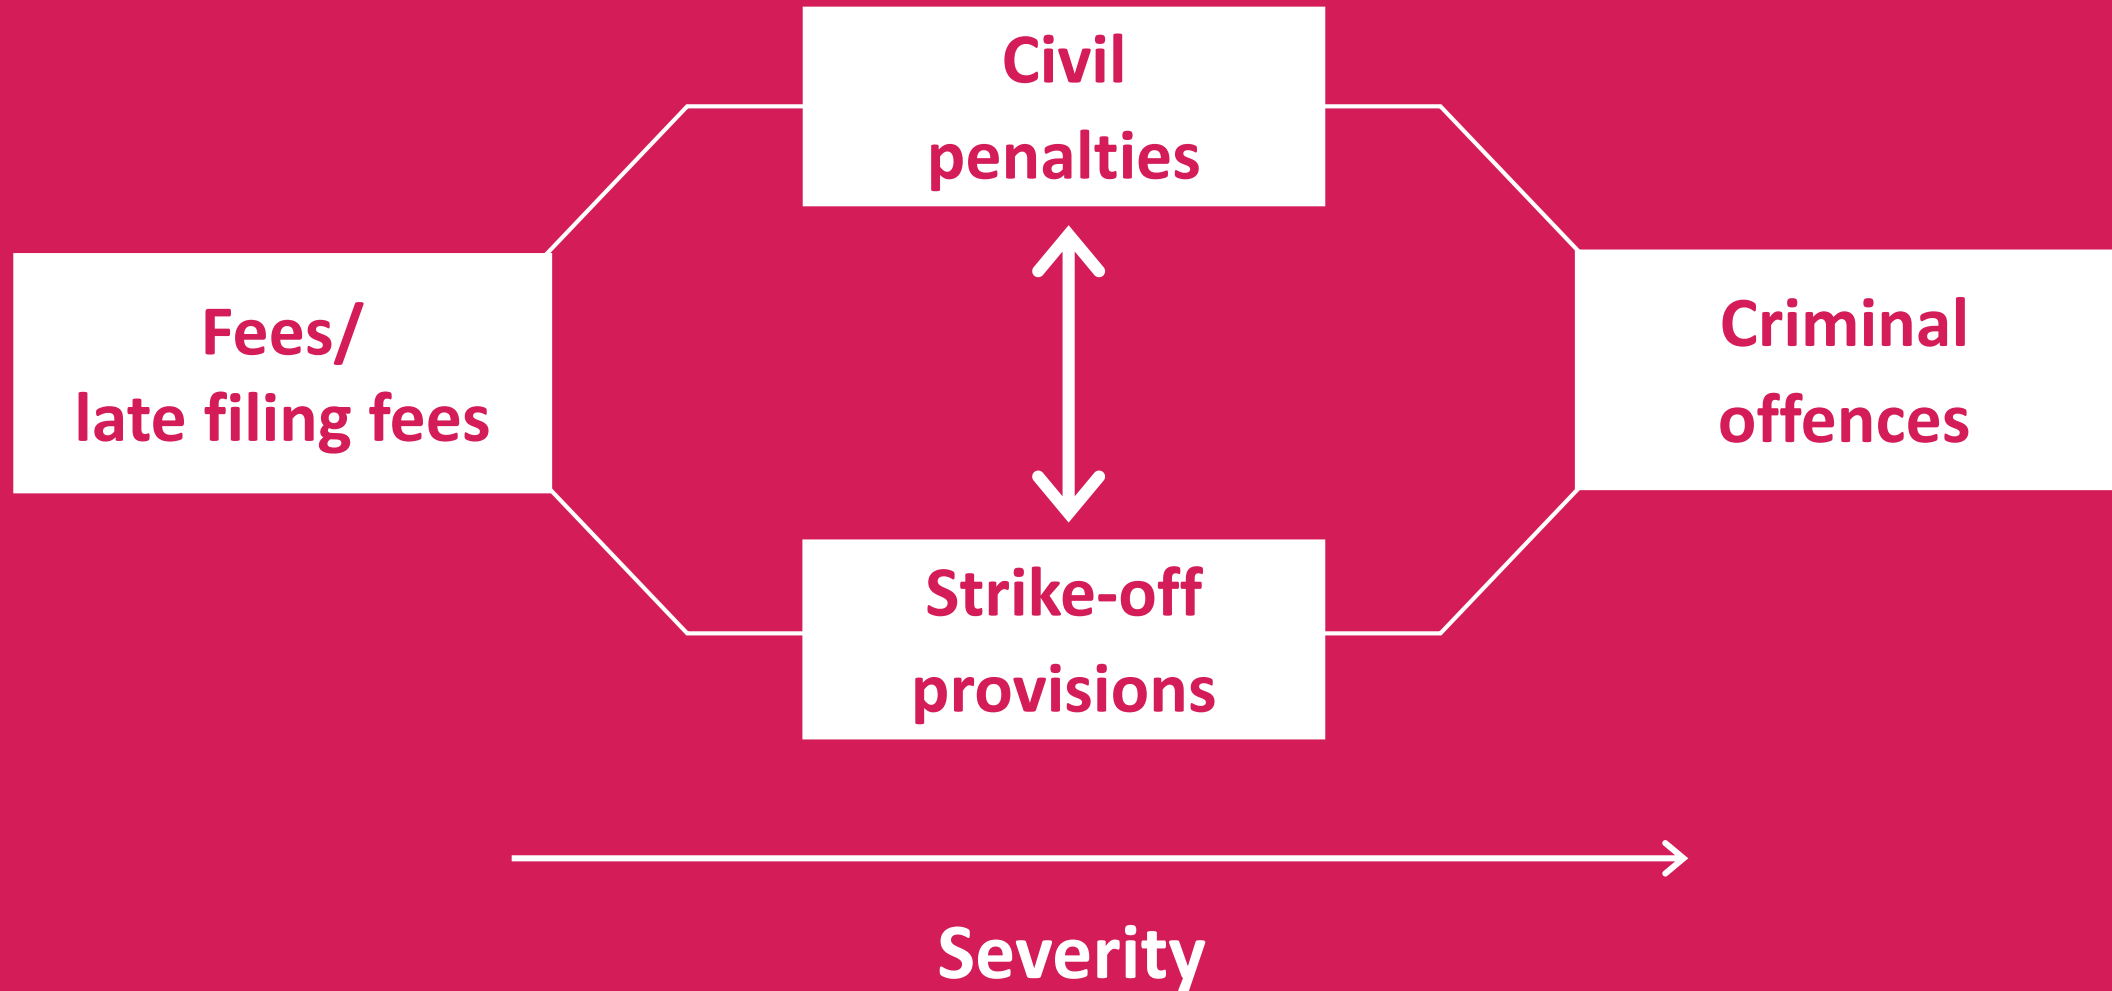 Civil
penalties
Fees/
late filing fees
Criminal
offences
Strike-off
provisions
Severity